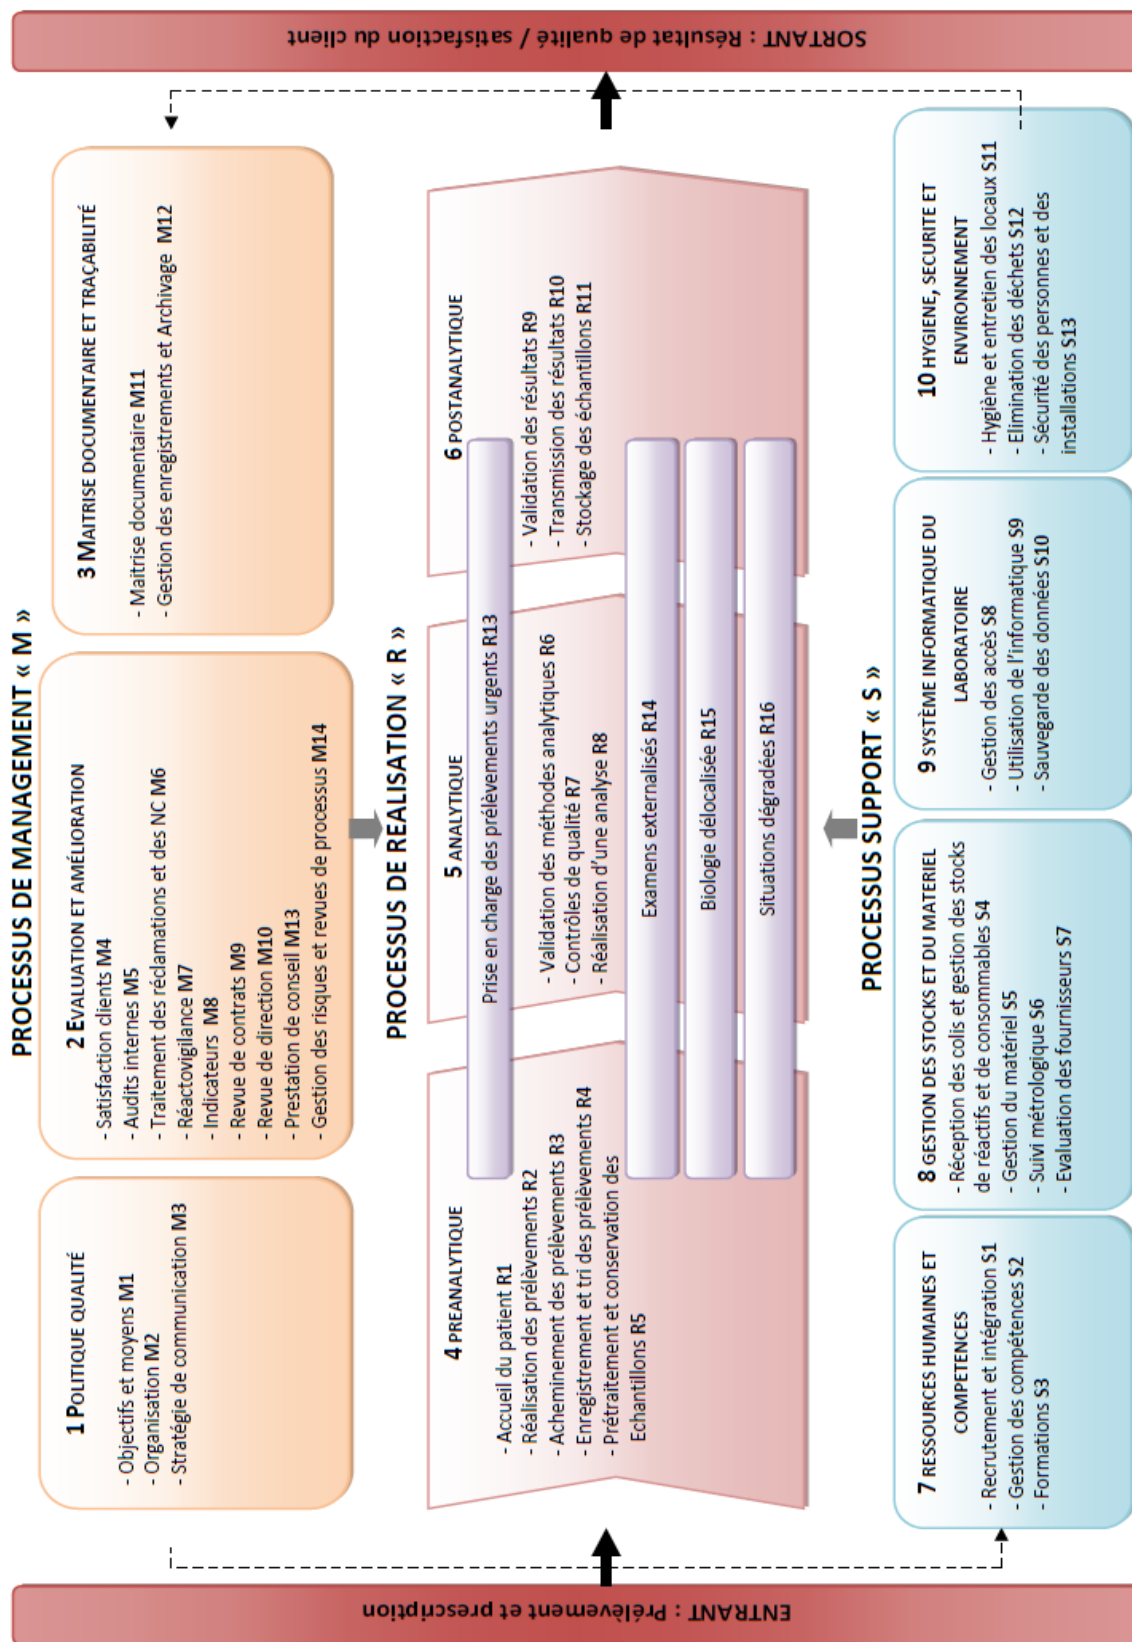 ENTRANT : Prélèvement et prescription
PROCESSUS DE MANAGEMENT « M »
1 POLITIQUE QUALITÉ
- Objectifs et moyens M1
- Organisation M2
- Stratégie de communication M3
2 EVALUATION ET AMÉLIORATION
- Satisfaction clients M4
- Audits internes M5
- Traitement des réclamations et des NC M6
- Réactovigilance M7
- Indicateurs M8
- Revue de contrats M9
- Revue de direction M10
- Prestation de conseil M13
- Gestion des risques et revues de processus M14
3 MAITRISE DOCUMENTAIRE ET TRAÇABILITÉ
- Maitrise documentaire M11
- Gestion des enregistrements et Archivage M12
PROCESSUS DE REALISATION « R »
4 PREANALYTIQUE
- Accueil du patient R1
- Réalisation des prélèvements R2
- Acheminement des prélèvements R3
- Enregistrement et tri des prélèvements R4
- Prétraitement et conservation des
Echantillons R5
5 ANALYTIQUE
Prise en charge des prélèvements urgents R13
- Validation des méthodes analytiques R6
- Contrôles de qualité R7
- Réalisation d'une analyse R8
Examens externalisés R14
Biologie délocalisée R15
Situations dégradées R16
6 POSTANALYTIQUE
- Validation des résultats R9
- Transmission des résultats R10
- Stockage des échantillons R11
PROCESSUS SUPPORT « S »
7 RESSOURCES HUMAINES ET
COMPETENCES
- Recrutement et intégration S1
- Gestion des compétences S2
- Formations S3
8 GESTION DES STOCKS ET DU MATERIEL
- Réception des colis et gestion des stocks
de réactifs et de consommables S4
- Gestion du matériel S5
- Suivi métrologique S6
- Evaluation des fournisseurs S7
9 SYSTÈME INFORMATIQUE DU
LABORATOIRE
- Gestion des accès S8
- Utilisation de l'informatique S9
- Sauvegarde des données S10
10 HYGIENE, SECURITE ET
ENVIRONNEMENT
- Hygiène et entretien des locaux S11
- Elimination des déchets S12
- Sécurité des personnes et des
installations S13
SORTANT : Résultat de qualité / satisfaction du client